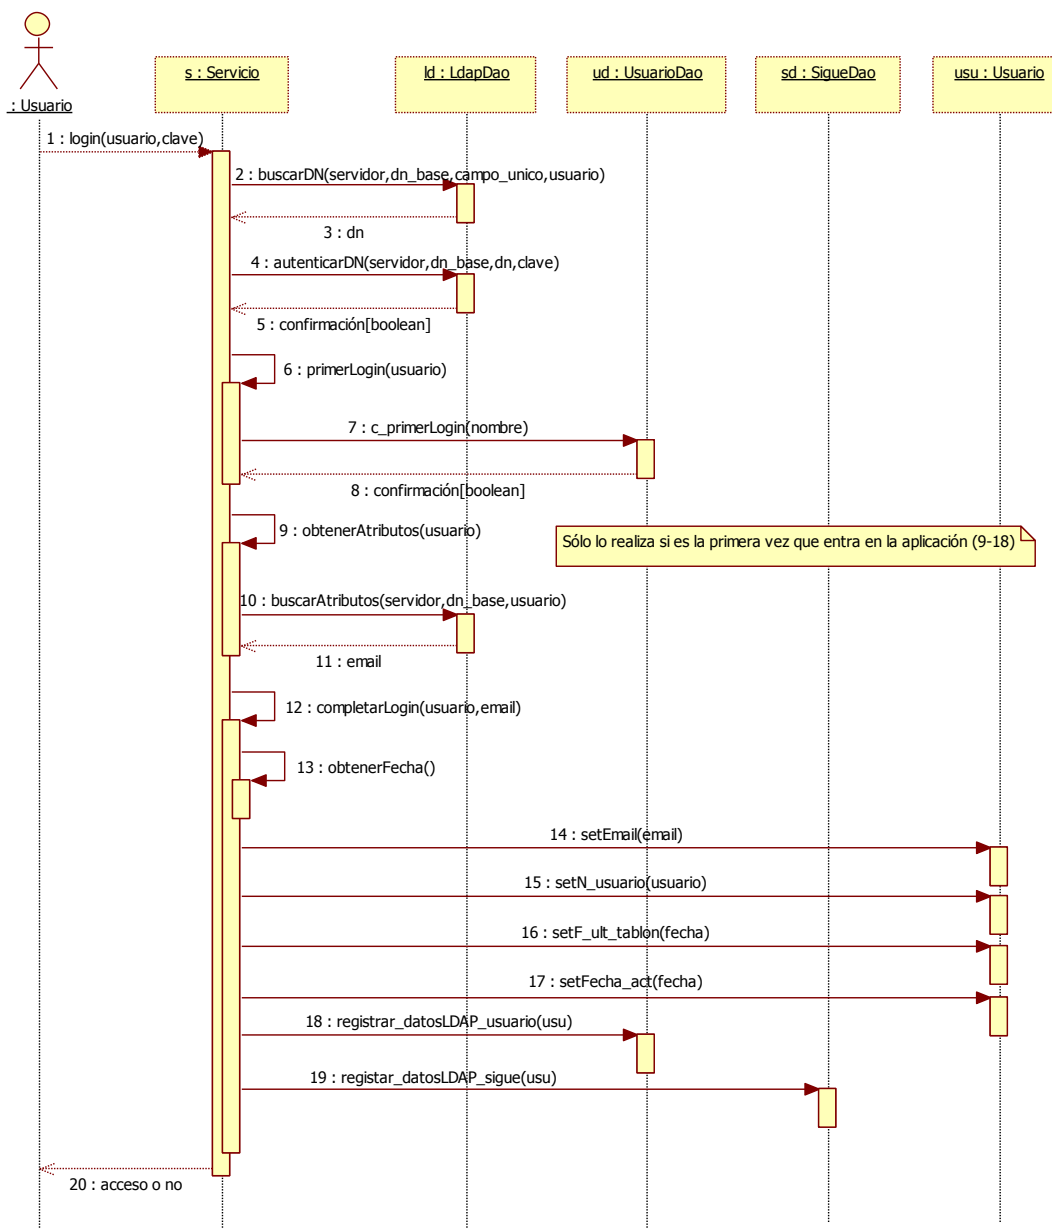 : Usuario
s : Servicio
ld : LdapDao
ud : UsuarioDao
sd : SigueDao
usu : Usuario
1 : login(usuario,clave)
2 : buscarDN(servidor,dn_base,campo_unico,usuario)
3 : dn
4 : autenticarDN(servidor,dn_base,dn,clave)
5 : confirmación[boolean]
6 : primerLogin(usuario)
7 : c_primerLogin(nombre)
8 : confirmación[boolean]
9 : obtenerAtributos(usuario)
Sólo lo realiza si es la primera vez que entra en la aplicación (9-18)
10 : buscarAtributos(servidor,dn_base,usuario)
11 : email
12 : completarLogin(usuario,email)
13 : obtenerFecha()
14 : setEmail(email)
15 : setN_usuario(usuario)
16 : setF_ult_tablon(fecha)
17 : setFecha_act(fecha)
18 : registrar_datosLDAP_usuario(usu)
19 : registar_datosLDAP_sigue(usu)
20 : acceso o no